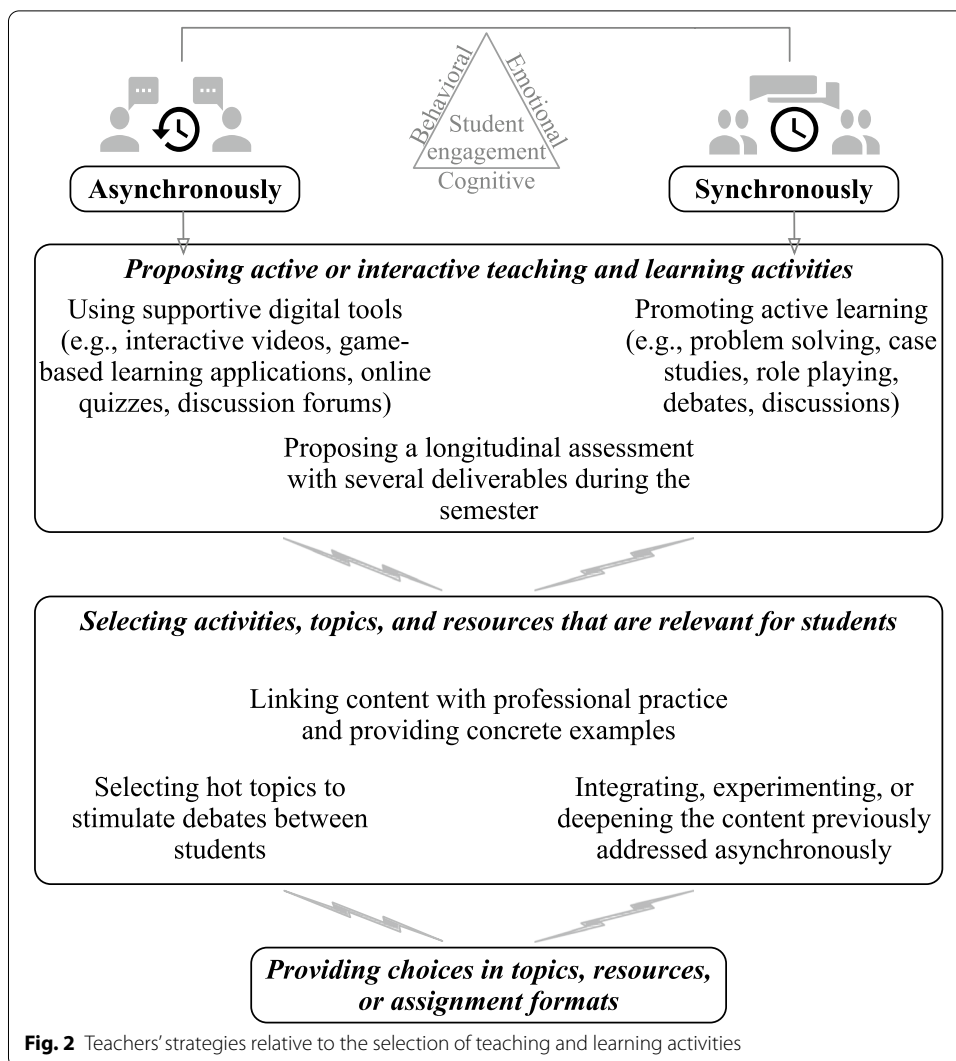 Behavioral
Emotional
Student
engagement
Cognitive
Asynchronously
Synchronously
Proposing active or interactive teaching and learning activities
Using supportive digital tools
(e.g., interactive videos, game-
based learning applications, online
quizzes, discussion forums)
Promoting active learning
(e.g., problem solving, case
studies, role playing,
debates, discussions)
Proposing a longitudinal assessment
with several deliverables during the
semester
Selecting activities, topics, and resources that are relevant for students
Linking content with professional practice
and providing concrete examples
Selecting hot topics to
stimulate debates between
students
Integrating, experimenting, or
deepening the content previously
addressed asynchronously
Providing choices in topics, resources,
or assignment formats
Fig. 2 Teachers' strategies relative to the selection of teaching and learning activities